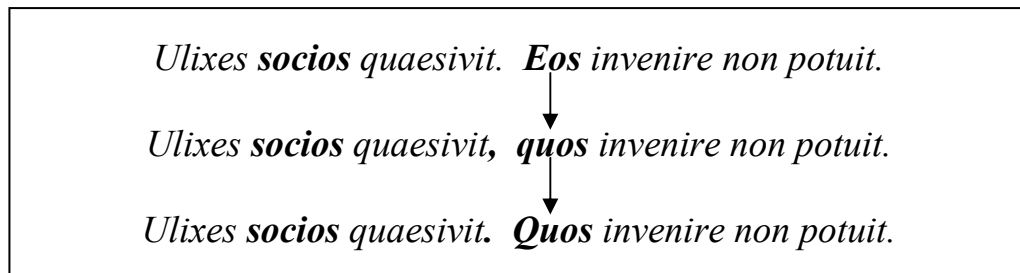 Ulixes socios quaesivit. Eos invenire non potuit.
Ulixes socios quaesivit, quos invenire non potuit.
Ulixes socios quaesivit. Quos invenire non potuit.